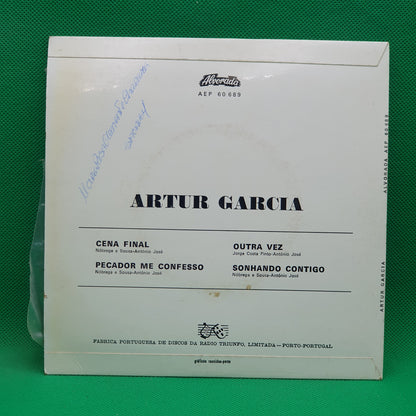 Alvorada
AEP 60 689
ARTUR GARCIA
CENA FINAL
Nóbrega e Sousa-António José
PECADOR ME CONFESSO
Nóbrega e Sousa-António José
OUTRA VEZ
Jorge Costa Pinto-António José
SONHANDO CONTIGO
Nóbrega e Sousa-António José
FABRICA PORTUGUESA DE DISCOS DA RADIO TRIUNFO, LIMITADA — PORTO-PORTUGAL
ALVORADA AEP 60 689
ARTUR GARCIA